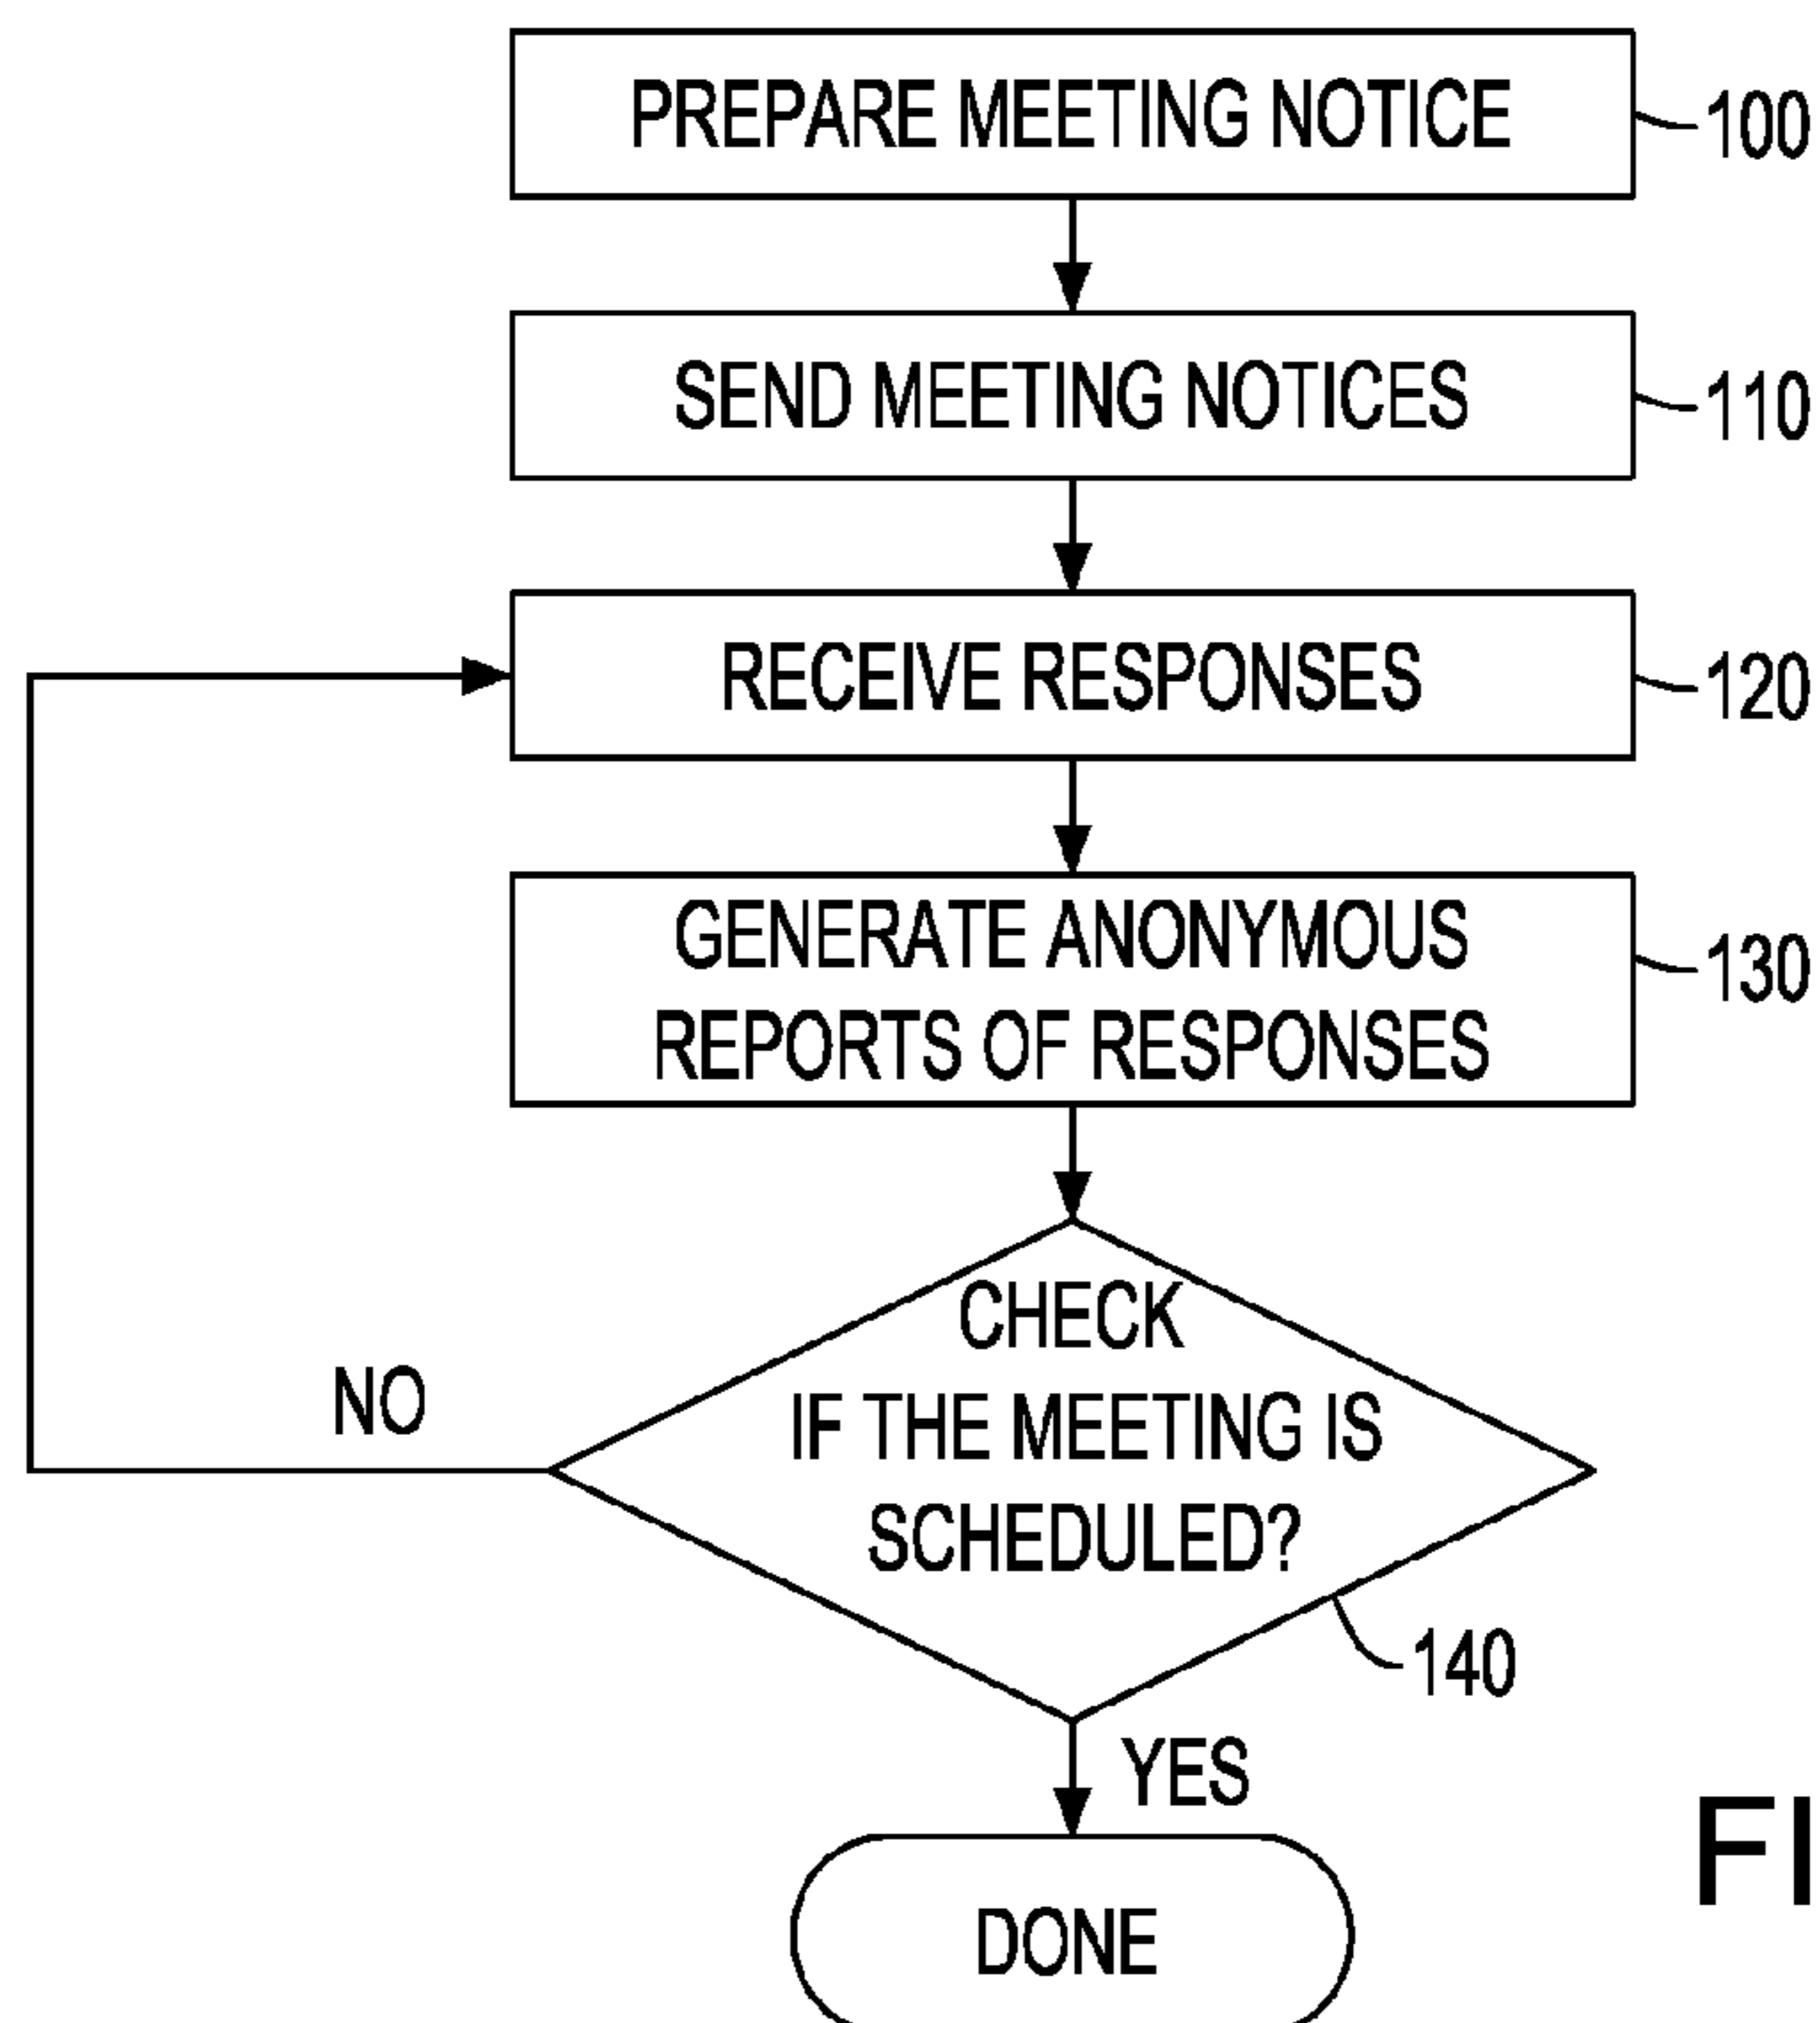 PREPARE MEETING NOTICE
100
SEND MEETING NOTICES
110
RECEIVE RESPONSES
120
GENERATE ANONYMOUS
REPORTS OF RESPONSES
130
CHECK
IF THE MEETING IS
SCHEDULED?
NO
140
YES
DONE
FI